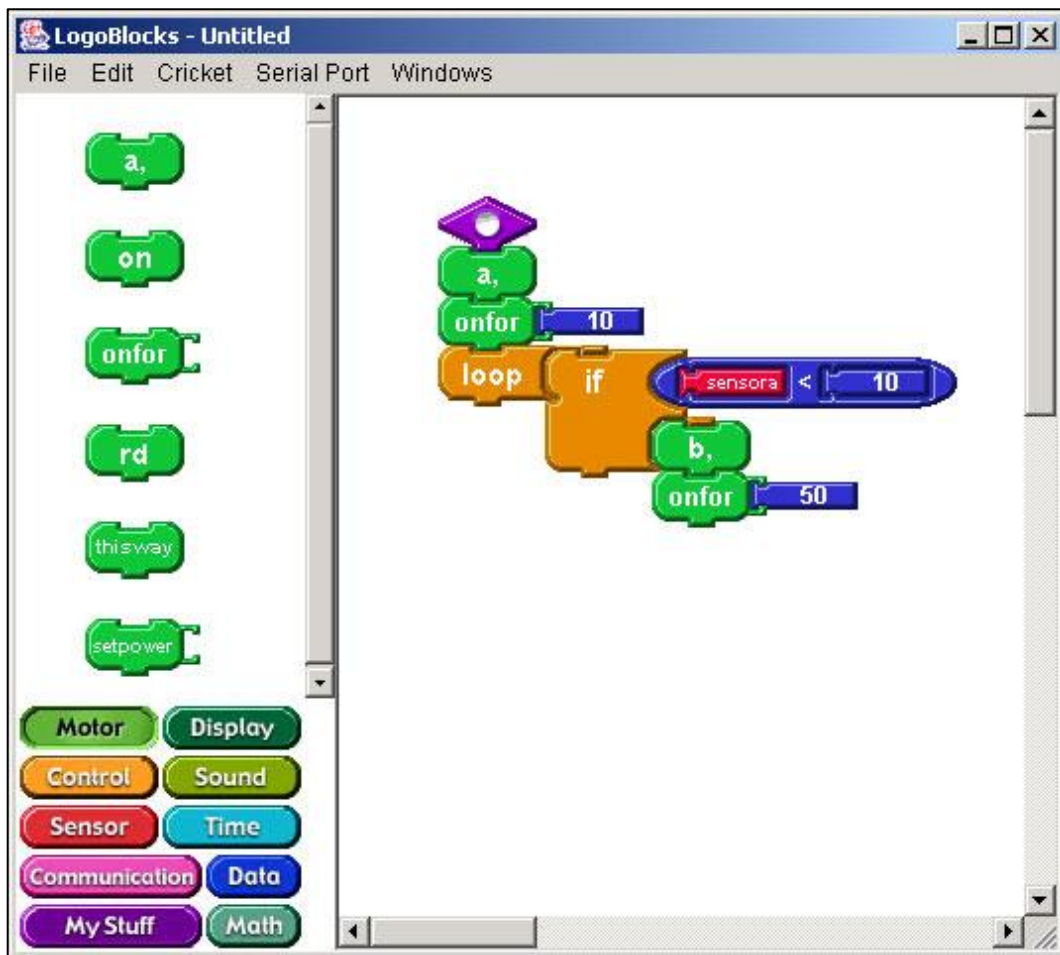 LogoBlocks - Untitled
File Edit Cricket Serial Port Windows
a,
on
onfor
rd
thisway
setpower
Motor Display
Control Sound
Sensor Time
Communication Data
My Stuff Math
a,
onfor 10
loop if sensora < 10
b,
onfor 50